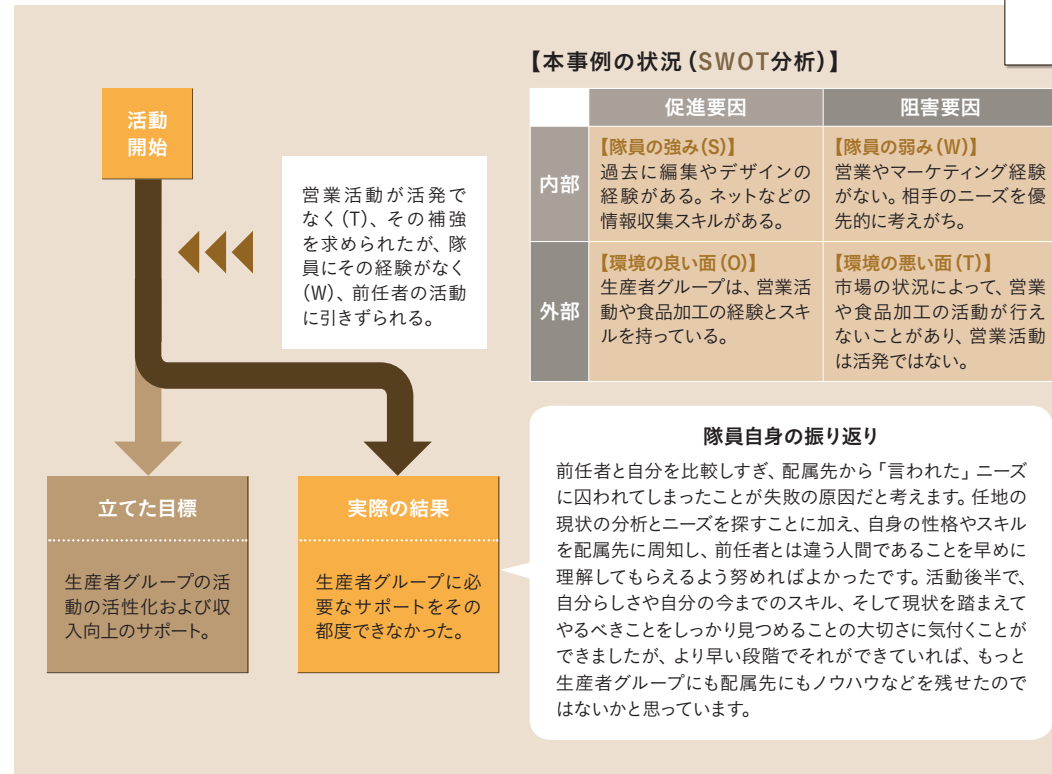 【本事例の状況(SWOT分析)】
活動
開始
営業活動が活発で
なく(T)、その補強
を求められたが、隊
員にその経験がなく
(W)、前任者の活動
に引きずられる。
促進要因
阻害要因
内部
【隊員の強み(S)】
過去に編集やデザインの
経験がある。ネットなどの
情報収集スキルがある。
【隊員の弱み(W)】
営業やマーケティング経験
がない。相手のニーズを優
先的に考えがち。
外部
【環境の良い面(O)】
生産者グループは、営業活
動や食品加工の経験とスキ
ルを持っている。
【環境の悪い面(T)】
市場の状況によって、営業
や食品加工の活動が行え
ないことがあり、営業活動
は活発ではない。
立てた目標
生産者グループの活
動の活性化および収
入向上のサポート。
実際の結果
生産者グループに必
要なサポートをその
都度できなかった。
隊員自身の振り返り
前任者と自分を比較しすぎ、配属先から「言われた」ニーズ
に囚われてしまったことが失敗の原因だと考えます。任地の
現状の分析とニーズを探すことに加え、自身の性格やスキル
を配属先に周知し、前任者とは違う人間であることを早めに
理解してもらえるよう努めればよかったです。活動後半で、
自分らしさや自分の今までのスキル、そして現状を踏まえて
やるべきことをしっかり見つめることの大切さに気付くことが
できましたが、より早い段階でそれができていれば、もっと
生産者グループにも配属先にもノウハウなどを残せたので
はないかと思っています。